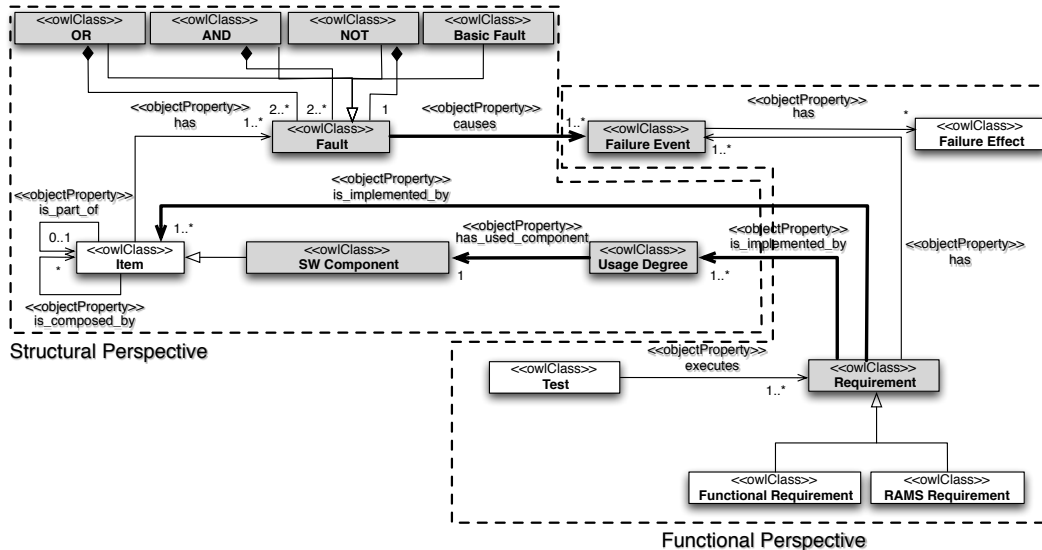 <<owlClass>>
OR
<<owlClass>>
AND
<<owlClass>>
NOT
<<owlClass>>
Basic Fault
<<objectProperty>>
has
1..*
2..*
2..*
1
<<objectProperty>>
causes
1..*
<<owlClass>>
Fault
<<owlClass>>
Failure Event
1..*
<<objectProperty>>
has
*
<<owlClass>>
Failure Effect
<<objectProperty>>
is_part_of
0..1
<<objectProperty>>
is_implemented_by
1..*
<<owlClass>>
Item
*
<<objectProperty>>
is_composed_by
<<owlClass>>
SW Component
<<objectProperty>>
has_used_component
1
<<owlClass>>
Usage Degree
<<objectProperty>>
is_implemented_by
1..*
<<objectProperty>>
has
Structural Perspective
<<owlClass>>
Test
<<objectProperty>>
executes
1..*
<<owlClass>>
Requirement
<<owlClass>>
Functional Requirement
<<owlClass>>
RAMS Requirement
Functional Perspective